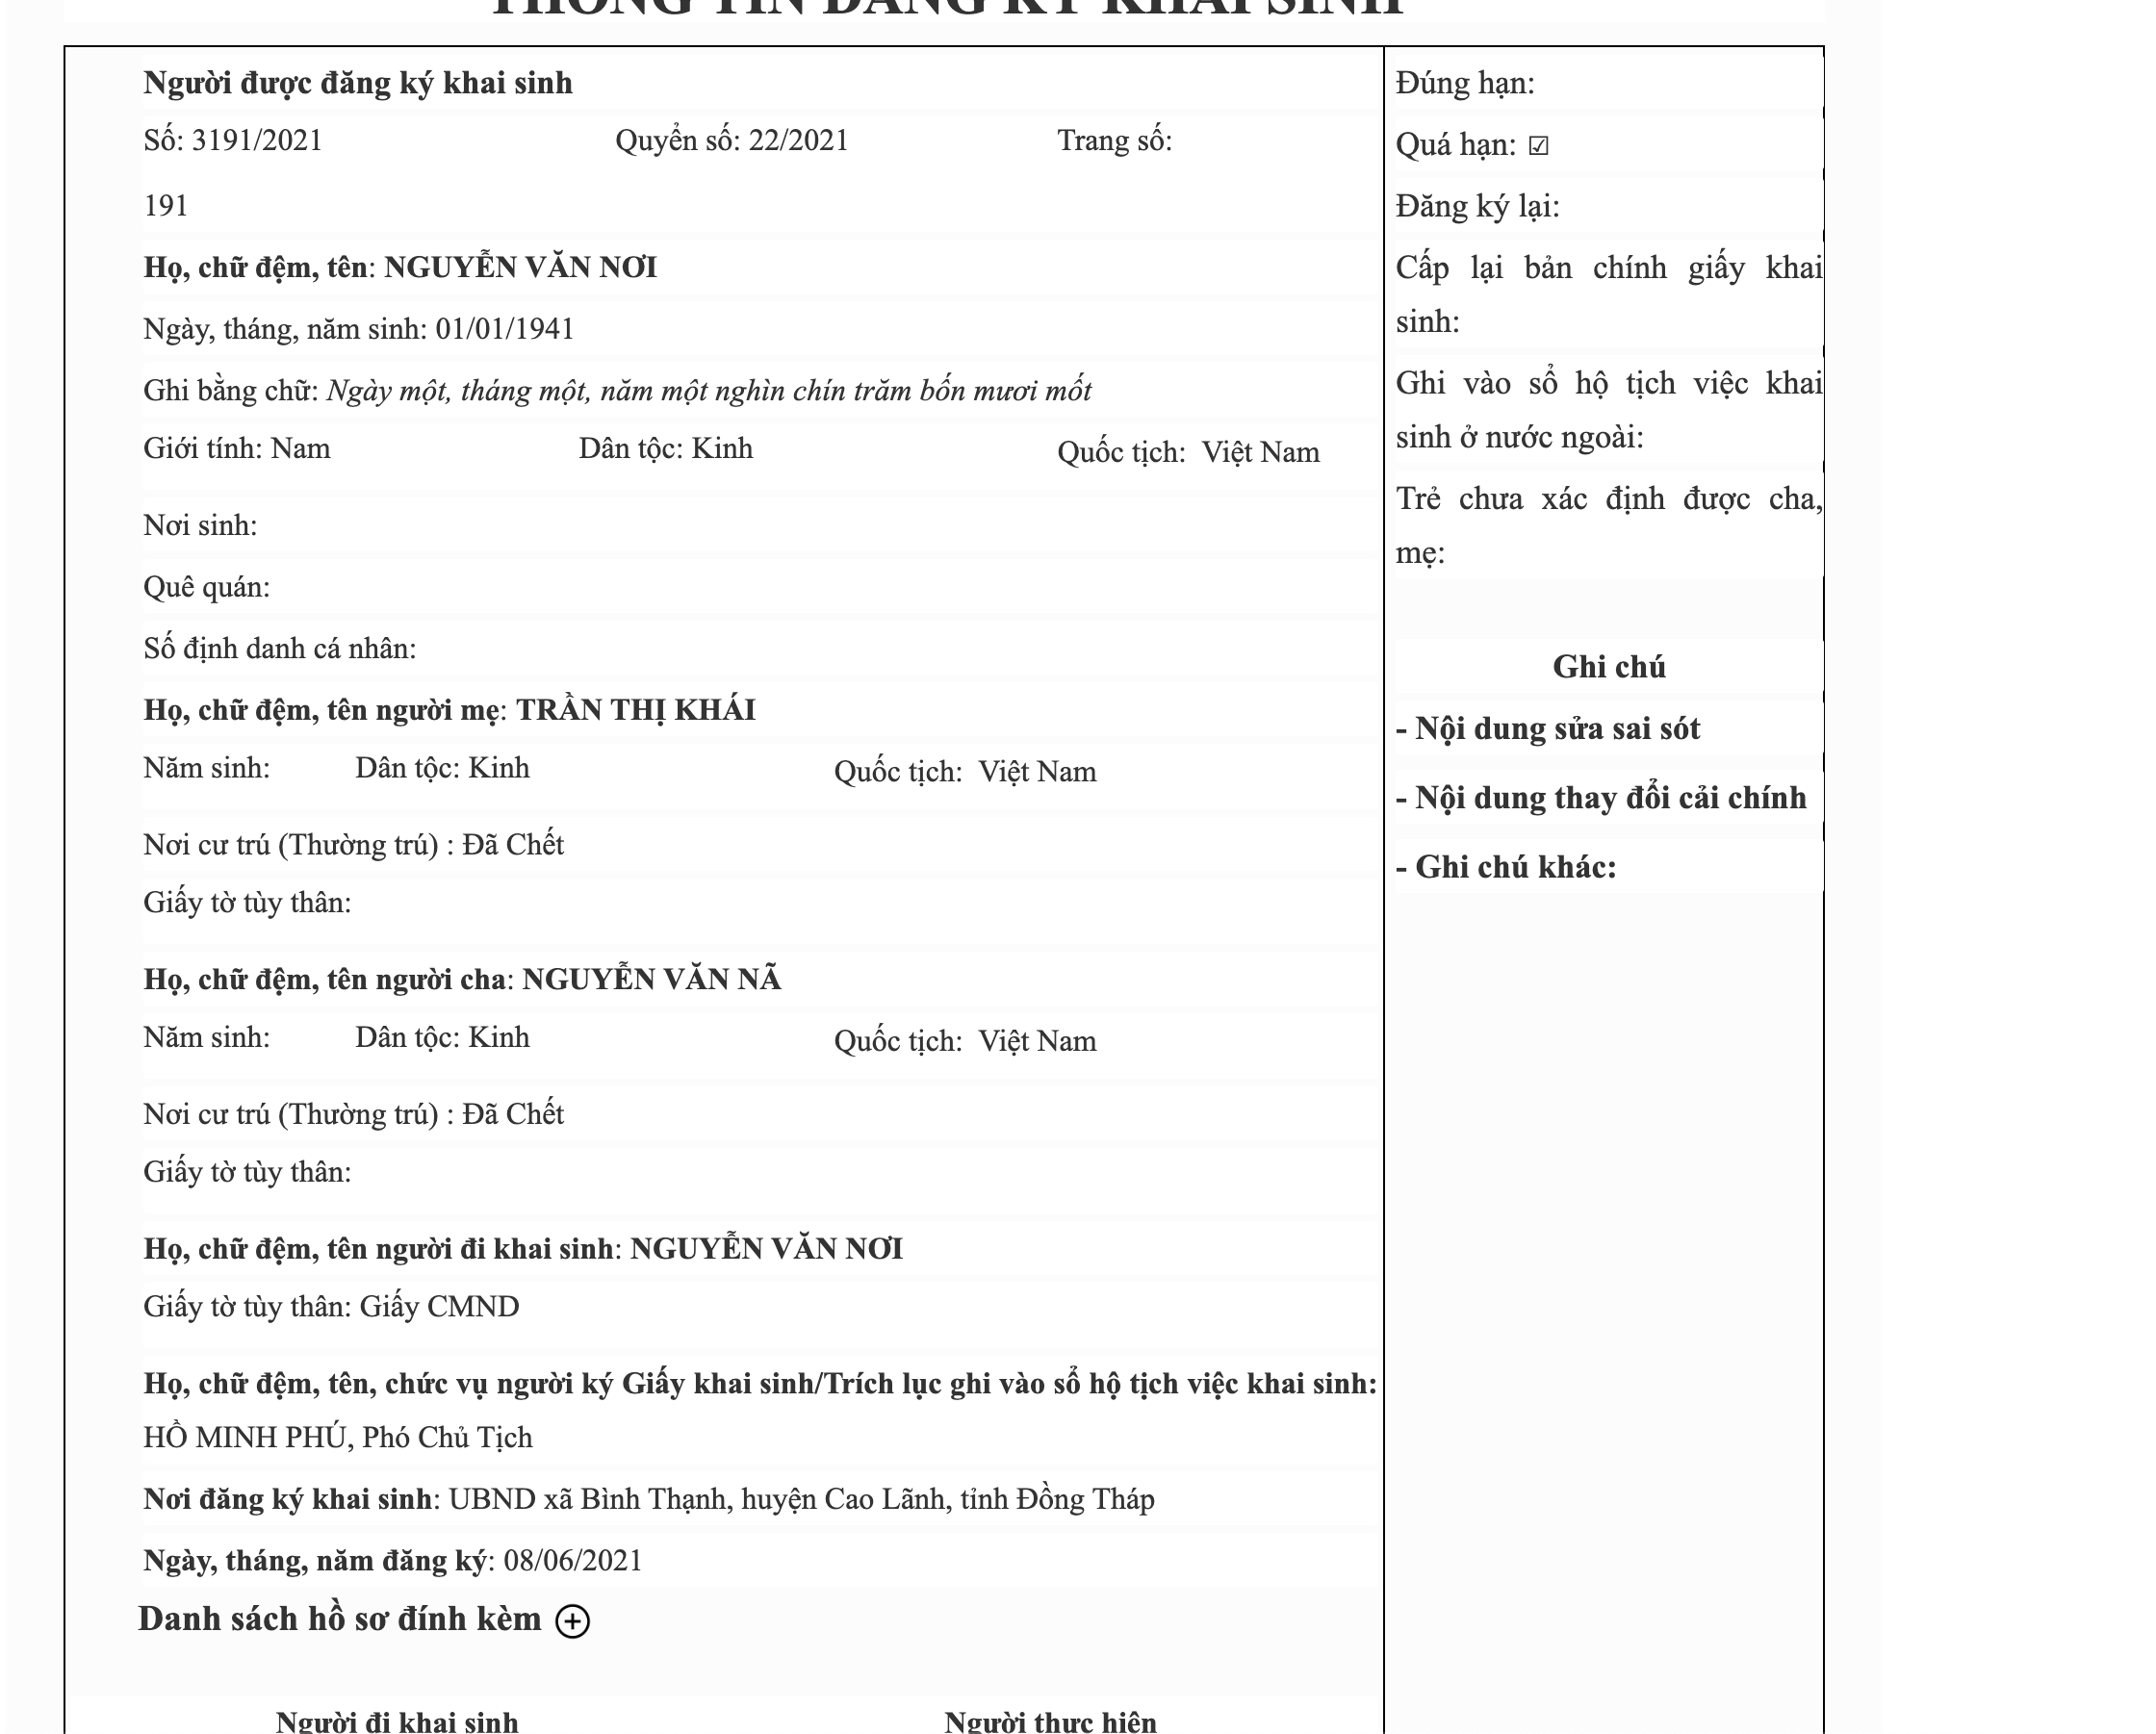 THÔNG TIN ĐĂNG KÝ KHAI SINH
Người được đăng ký khai sinh
Số: 3191/2021 Quyển số: 22/2021 Trang số:
191
Họ, chữ đệm, tên: NGUYỄN VĂN NƠI
Ngày, tháng, năm sinh: 01/01/1941
Ghi bằng chữ: Ngày một, tháng một, năm một nghìn chín trăm bốn mươi mốt
Giới tính: Nam Dân tộc: Kinh Quốc tịch: Việt Nam
Nơi sinh:
Quê quán:
Số định danh cá nhân:
Họ, chữ đệm, tên người mẹ: TRẦN THỊ KHÁI
Năm sinh: Dân tộc: Kinh Quốc tịch: Việt Nam
Nơi cư trú (Thường trú) : Đã Chết
Giấy tờ tùy thân:
Họ, chữ đệm, tên người cha: NGUYỄN VĂN NÃ
Năm sinh: Dân tộc: Kinh Quốc tịch: Việt Nam
Nơi cư trú (Thường trú) : Đã Chết
Giấy tờ tùy thân:
Họ, chữ đệm, tên người đi khai sinh: NGUYỄN VĂN NƠI
Giấy tờ tùy thân: Giấy CMND
Họ, chữ đệm, tên, chức vụ người ký Giấy khai sinh/Trích lục ghi vào sổ hộ tịch việc khai sinh:
HỒ MINH PHÚ, Phó Chủ Tịch
Nơi đăng ký khai sinh: UBND xã Bình Thạnh, huyện Cao Lãnh, tỉnh Đồng Tháp
Ngày, tháng, năm đăng ký: 08/06/2021
Danh sách hồ sơ đính kèm
Người đi khai sinh Người thực hiện
Đúng hạn:
Quá hạn: ☑
Đăng ký lại:
Cấp lại bản chính giấy khai
sinh:
Ghi vào sổ hộ tịch việc khai
sinh ở nước ngoài:
Trẻ chưa xác định được cha,
mẹ:
Ghi chú
- Nội dung sửa sai sót
- Nội dung thay đổi cải chính
- Ghi chú khác: